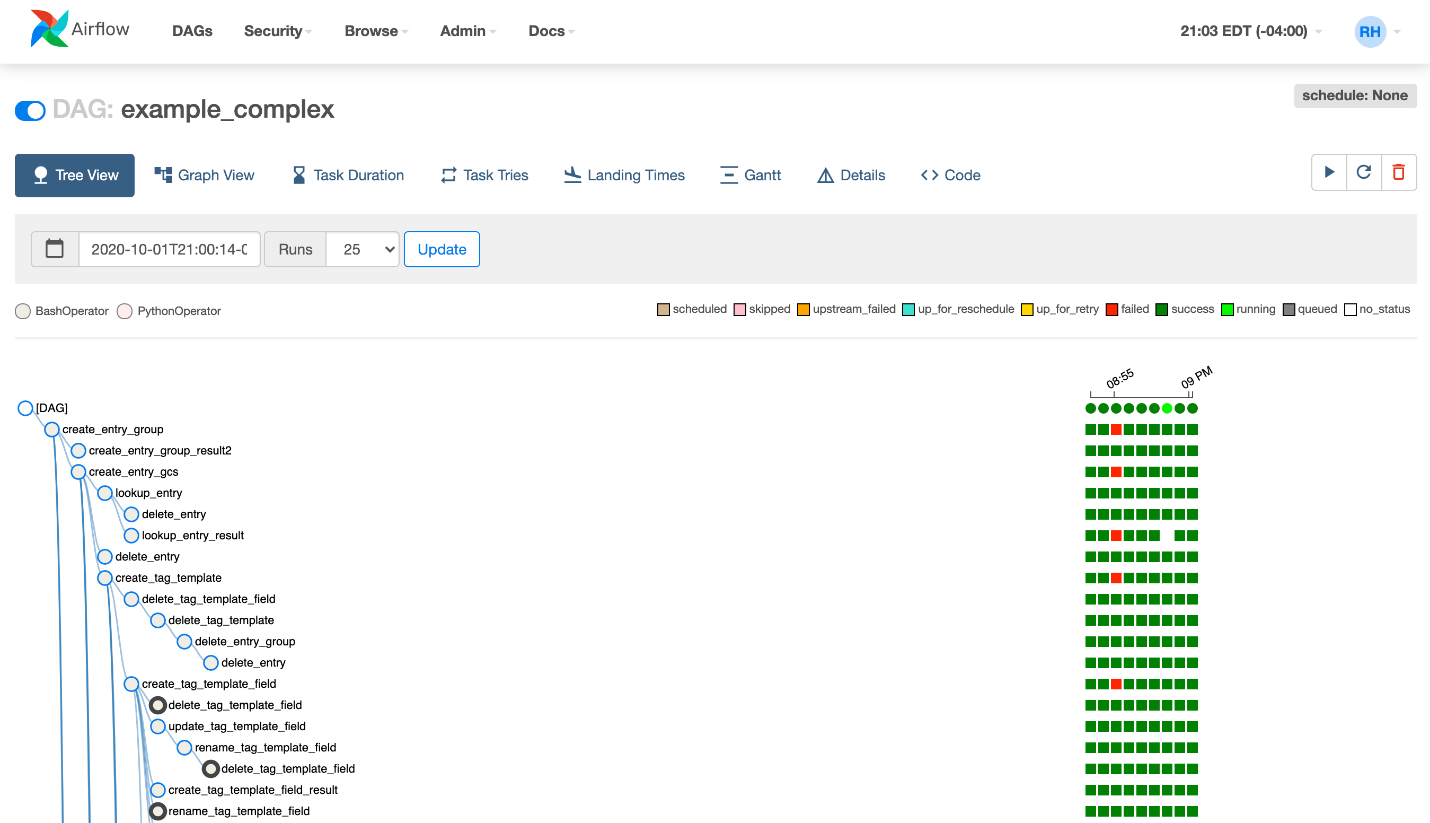 Airflow DAGs Security Browse Admin Docs 21:03 EDT (-04:00) RH
DAG: example_complex schedule: None
Tree View Graph View Task Duration Task Tries Landing Times Gantt Details Code
2020-10-01T21:00:14-0 Runs 25 Update
BashOperator PythonOperator scheduled skipped upstream_failed up_for_reschedule up_for_retry failed success running queued no_status
08:55 09 PM
[DAG]
create_entry_group
create_entry_group_result2
create_entry_gcs
lookup_entry
delete_entry
lookup_entry_result
delete_entry
create_tag_template
delete_tag_template_field
delete_tag_template
delete_entry_group
delete_entry
create_tag_template_field
delete_tag_template_field
update_tag_template_field
rename_tag_template_field
delete_tag_template_field
create_tag_template_field_result
rename_tag_template_field